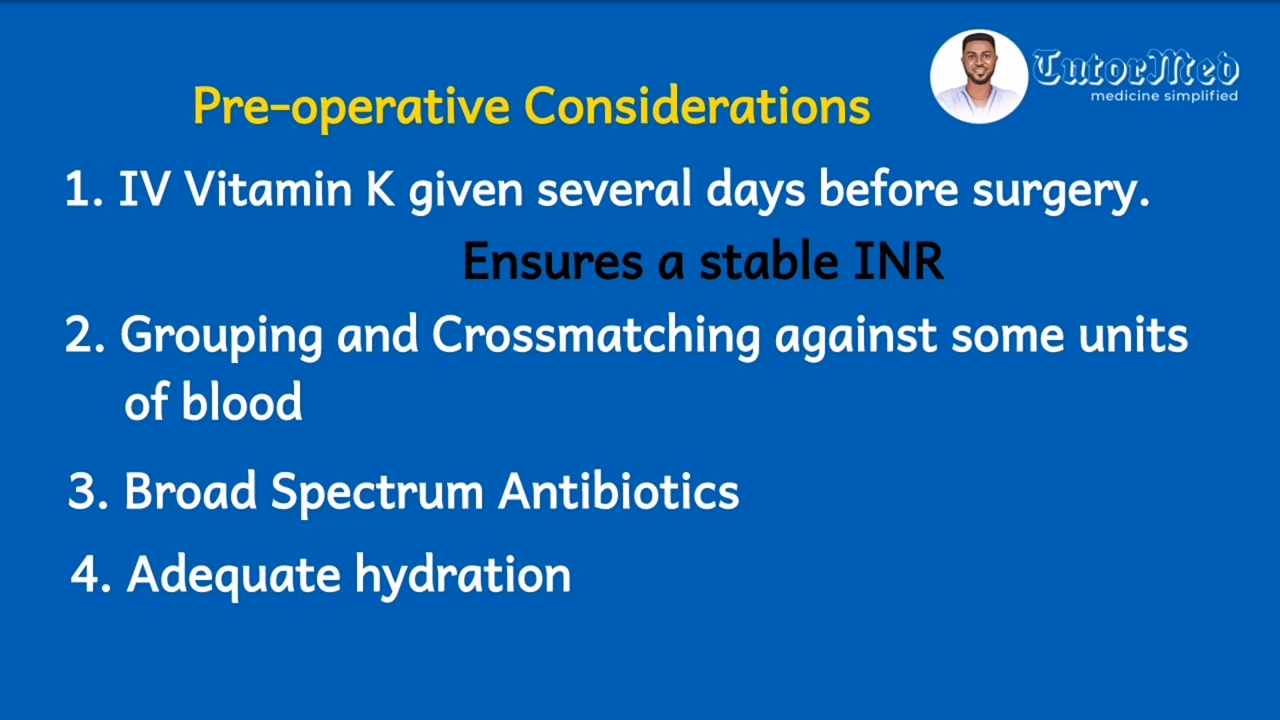 TutorMed
medicine simplified
Pre-operative Considerations
1. IV Vitamin K given several days before surgery.
Ensures a stable INR
2. Grouping and Crossmatching against some units
of blood
3. Broad Spectrum Antibiotics
4. Adequate hydration